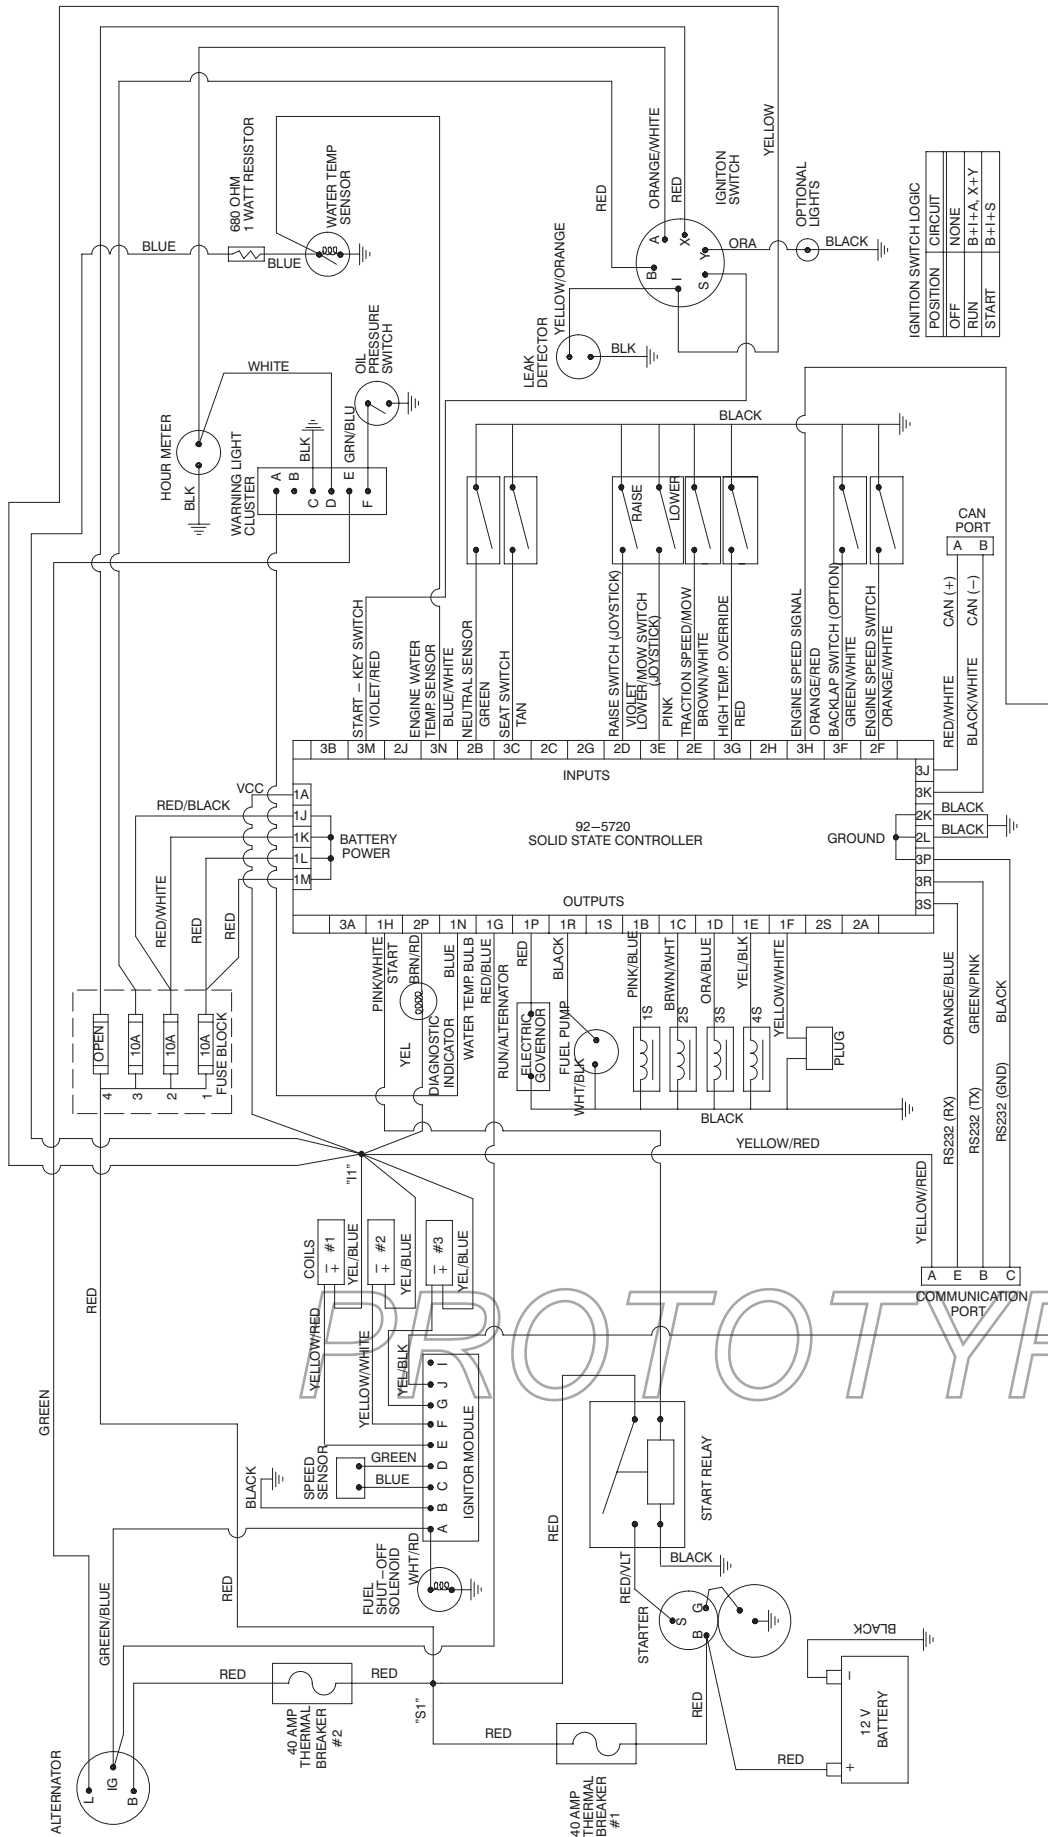 680 OHM
1 WATT RESISTOR
BLUE
BLUE
WATER TEMP
SENSOR
HOUR METER
WHITE
OIL
PRESSURE
SWITCH
BLK
WARNING LIGHT
CLUSTER
A
B
C
D
E
F
BLK
GRN/BLU
RED
ORANGE/WHITE
RED
YELLOW
IGNITON
SWITCH
A
X
B
Y
I
S
ORA
OPTIONAL
LIGHTS
BLACK
YELLOW/ORANGE
LEAK
DETECTOR
BLK
IGNITION SWITCH LOGIC
POSITION CIRCUIT
OFF NONE
RUN B+I+A, X+Y
START B+I+S
BLACK
RAISE
LOWER
CAN
PORT
A B
CAN (+)
CAN (−)
RED/WHITE
BLACK/WHITE
START − KEY SWITCH
VIOLET/RED
ENGINE WATER
TEMP. SENSOR
BLUE/WHITE
NEUTRAL SENSOR
GREEN
SEAT SWITCH
TAN
RAISE SWITCH (JOYSTICK)
VIOLET
LOWER/MOW SWITCH
(JOYSTICK)
PINK
TRACTION SPEED/MOW
BROWN/WHITE
HIGH TEMP. OVERRIDE
RED
ENGINE SPEED SIGNAL
ORANGE/RED
BACKLAP SWITCH (OPTION)
GREEN/WHITE
ENGINE SPEED SWITCH
ORANGE/WHITE
3B 3M 2J 3N 2B 3C 2C 2G 2D 3E 2E 3G 2H 3H 3F 2F
INPUTS
VCC
RED/BLACK
RED/WHITE
RED
RED
1A
1J
1K
1L
1M
BATTERY
POWER
92−5720
SOLID STATE CONTROLLER
GROUND
3J
3K
2K
2L
3P
3R
3S
BLACK
BLACK
OUTPUTS
3A 1H 2P 1N 1G 1P 1R 1S 1B 1C 1D 1E 1F 2S 2A
OPEN
10A
10A
10A
4
3
2
1
FUSE BLOCK
PINK/WHITE
START
BRN/RD
YEL
DIAGNOSTIC
INDICATOR
BLUE
WATER TEMP. BULB
RED/BLUE
RUN/ALTERNATOR
RED
ELECTRIC
GOVERNOR
BLACK
FUEL PUMP
WHT/BLK
PINK/BLUE
1S
BRWN/WHT
2S
ORA/BLUE
3S
YEL/BLK
4S
YELLOW/WHITE
PLUG
BLACK
ORANGE/BLUE
GREEN/PINK
BLACK
RS232 (RX)
RS232 (TX)
RS232 (GND)
YELLOW/RED
YELLOW/RED
A E B C
COMMUNICATION
PORT
"I1"
RED
COILS
− + #1
− + #2
− + #3
YEL/BLUE
YEL/BLUE
YEL/BLUE
YELLOW/RED
YELLOW/WHITE
YEL/BLK
PROTOTYP
GREEN
BLACK
SPEED
SENSOR
GREEN
BLUE
A B C D E F G J I
IGNITOR MODULE
FUEL
SHUT−OFF
SOLENOID
WHT/RD
RED
RED
START RELAY
RED/VLT
BLACK
STARTER
S
G
B
BLACK
12 V
BATTERY
+
−
RED
RED
GREEN/BLUE
RED
RED
"S1"
RED
40 AMP
THERMAL
BREAKER
#2
40 AMP
THERMAL
BREAKER
#1
ALTERNATOR
L
IG
B